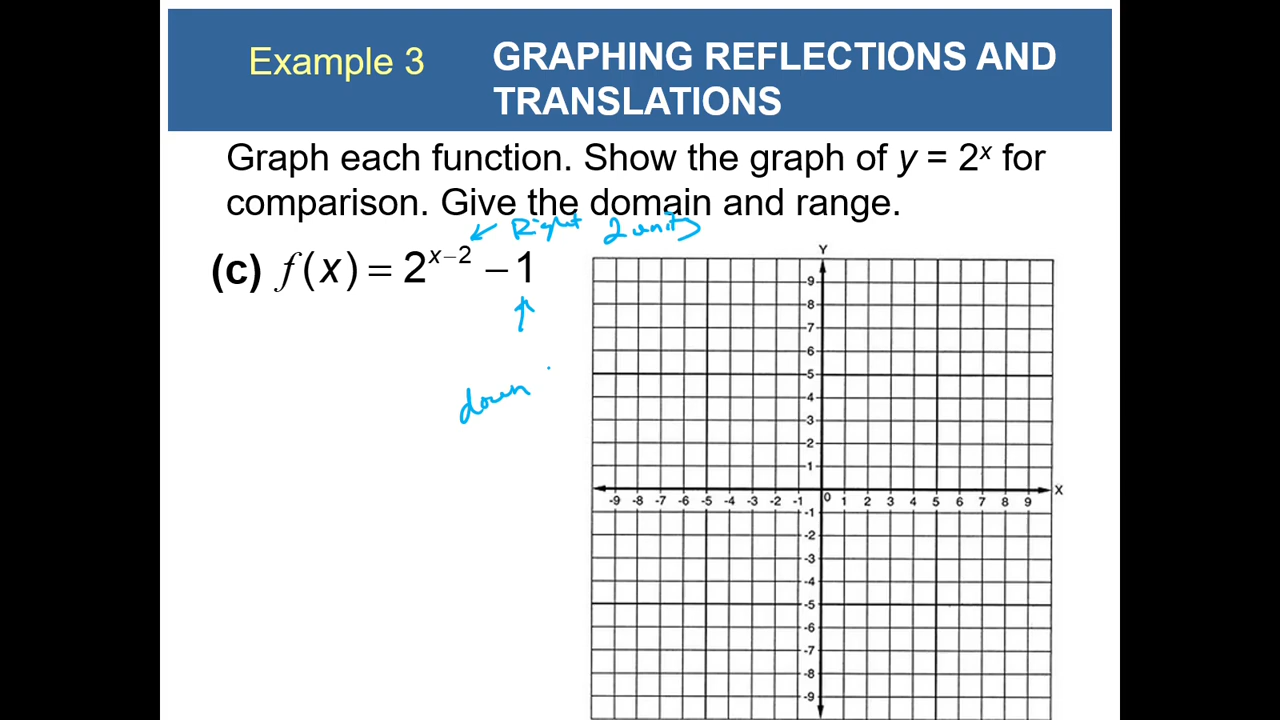 Example 3
GRAPHING REFLECTIONS AND
TRANSLATIONS
Graph each function. Show the graph of y = 2ˣ for
comparison. Give the domain and range.
Right 2 units
(c) f(x) = 2ˣ⁻² – 1
down
Y
9
8
7
6
5
4
3
2
1
-9 -8 -7 -6 -5 -4 -3 -2 -1 0 1 2 3 4 5 6 7 8 9 X
-1
-2
-3
-4
-5
-6
-7
-8
-9